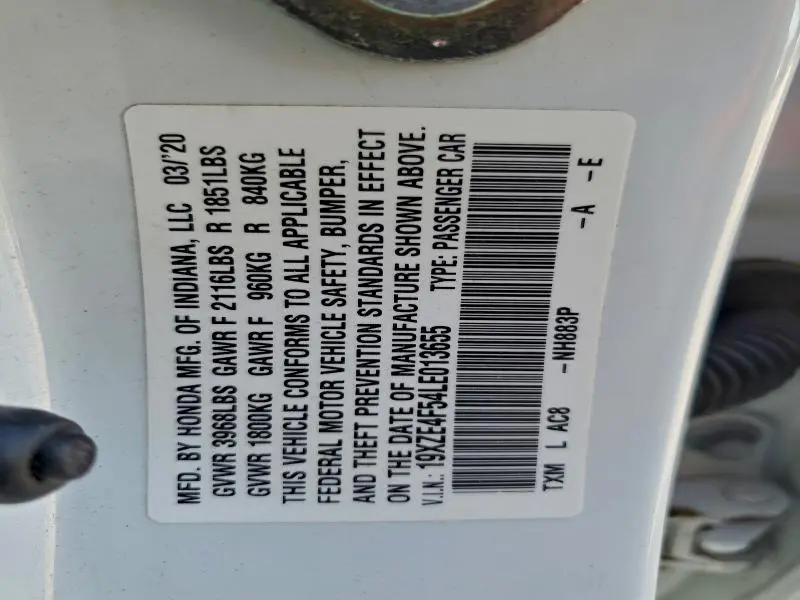 MFD. BY HONDA MFG. OF INDIANA, LLC 03/'20
GVWR 3968LBS GAWR F 2116LBS R 1851LBS
GVWR 1800KG GAWR F 960KG R 840KG
THIS VEHICLE CONFORMS TO ALL APPLICABLE
FEDERAL MOTOR VEHICLE SAFETY, BUMPER,
AND THEFT PREVENTION STANDARDS IN EFFECT
ON THE DATE OF MANUFACTURE SHOWN ABOVE.
V.I.N.: 19XZE4F54LE013655 TYPE: PASSENGER CAR
TXM L AC8 -NH883P -A -E